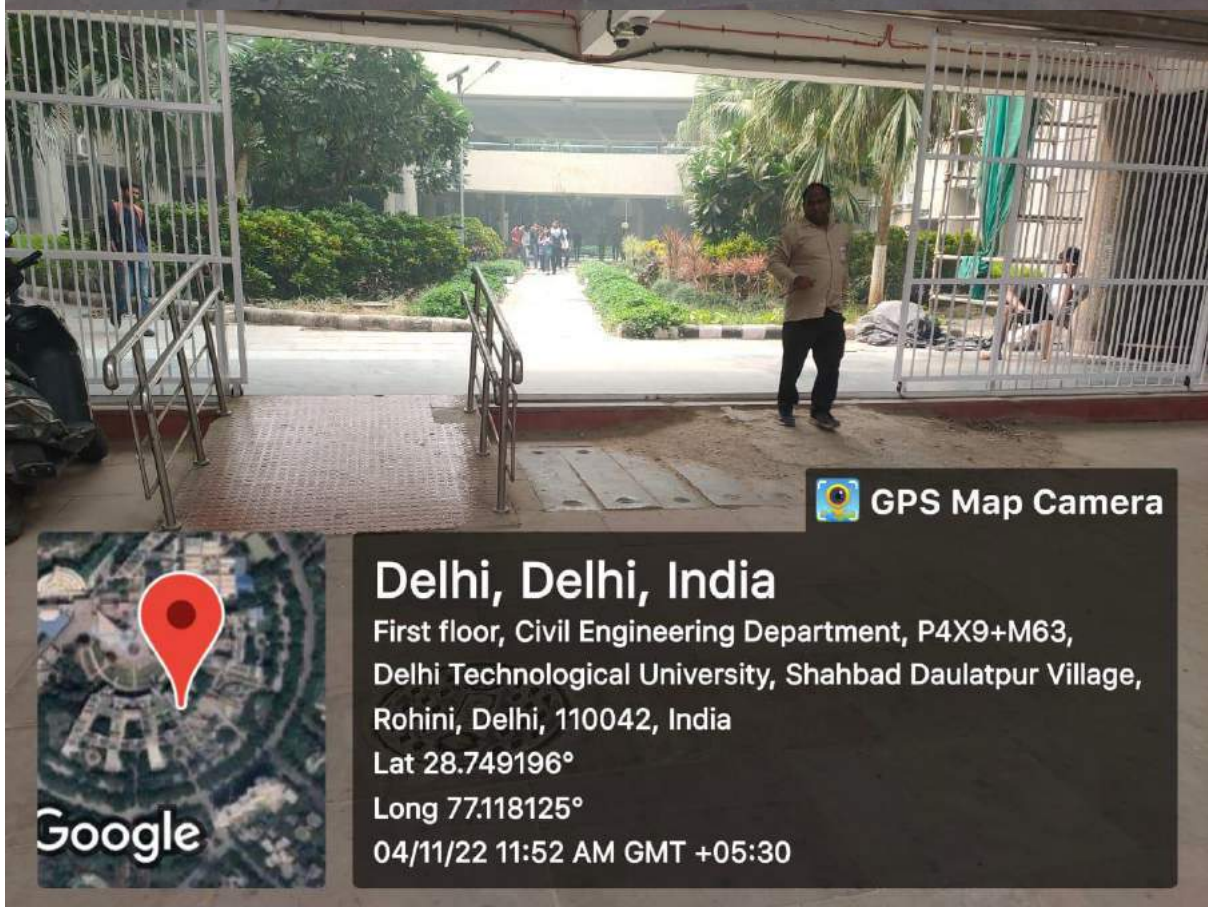 GPS Map Camera
Delhi, Delhi, India
First floor, Civil Engineering Department, P4X9+M63,
Delhi Technological University, Shahbad Daulatpur Village,
Rohini, Delhi, 110042, India
Lat 28.749196°
Long 77.118125°
04/11/22 11:52 AM GMT +05:30
Google